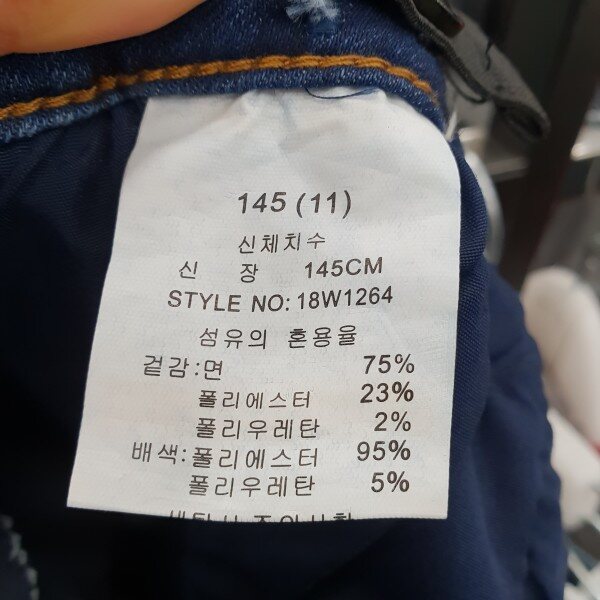 145 (11)
신체치수
신 장 145CM
STYLE NO: 18W1264
섬유의 혼용율
겉감:면 75%
폴리에스터 23%
폴리우레탄 2%
배색:폴리에스터 95%
폴리우레탄 5%